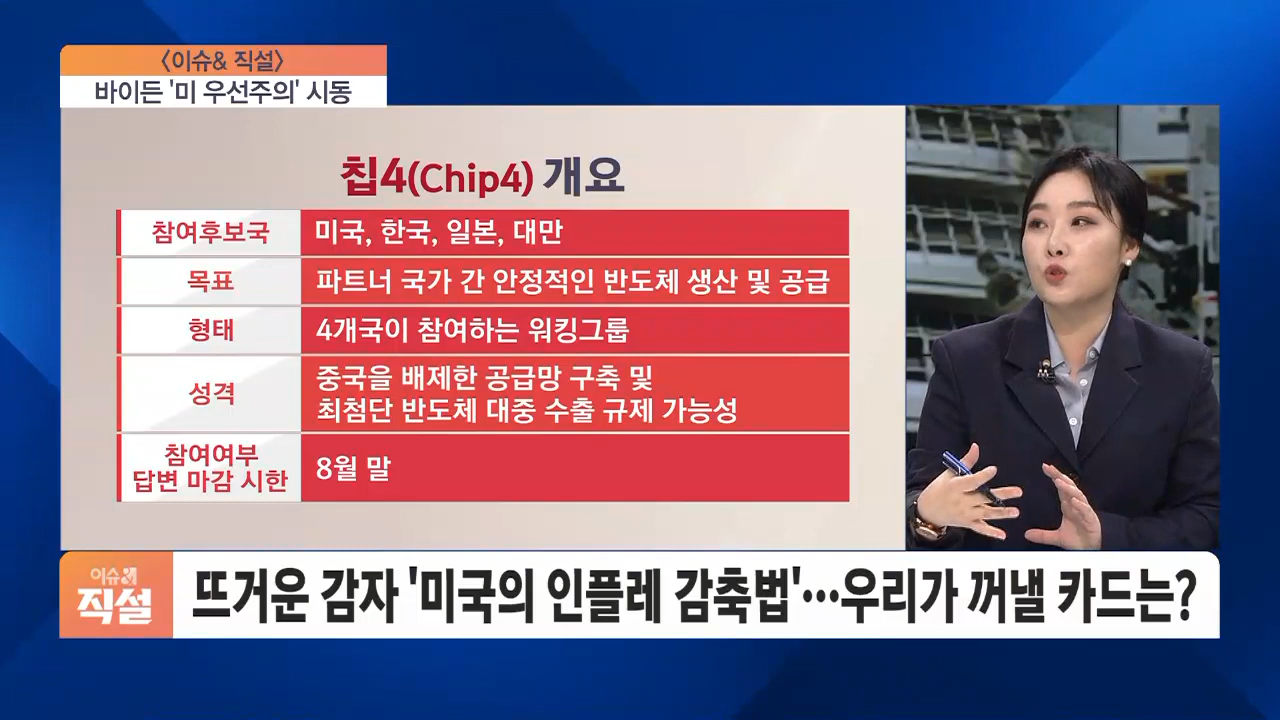 <이슈& 직설>
바이든 '미 우선주의' 시동
칩4(Chip4) 개요
참여후보국
미국, 한국, 일본, 대만
목표
파트너 국가 간 안정적인 반도체 생산 및 공급
형태
4개국이 참여하는 워킹그룹
성격
중국을 배제한 공급망 구축 및
최첨단 반도체 대중 수출 규제 가능성
참여여부
답변 마감 시한
8월 말
이슈&
직설
뜨거운 감자 '미국의 인플레 감축법'…우리가 꺼낼 카드는?